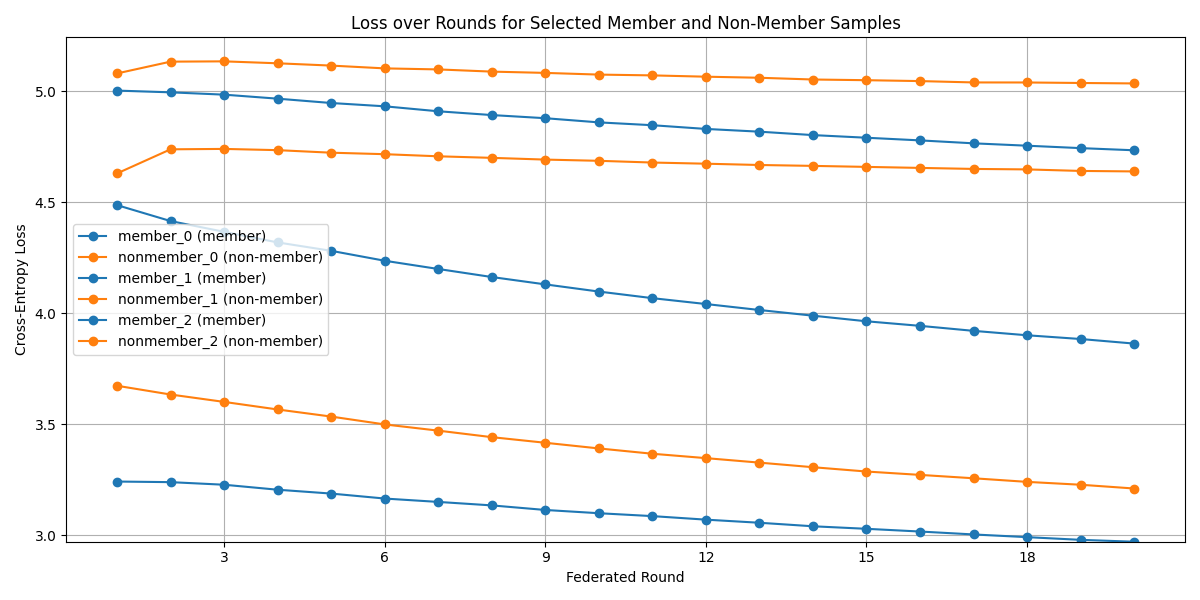 Loss over Rounds for Selected Member and Non-Member Samples
Cross-Entropy Loss
5.0
4.5
4.0
3.5
3.0
member_0 (member)
nonmember_0 (non-member)
member_1 (member)
nonmember_1 (non-member)
member_2 (member)
nonmember_2 (non-member)
3 6 9 12 15 18
Federated Round